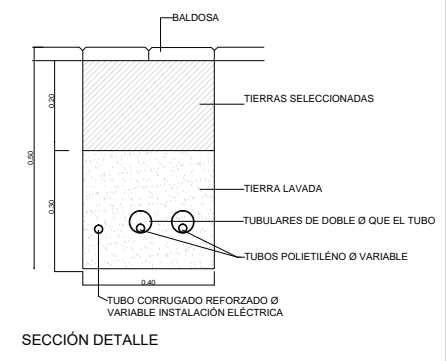 BALDOSA
0.20
TIERRAS SELECCIONADAS
0.50
0.30
TIERRA LAVADA
TUBULARES DE DOBLE Ø QUE EL TUBO
TUBOS POLIETILÉNO Ø VARIABLE
0.40
TUBO CORRUGADO REFORZADO Ø
VARIABLE INSTALACIÓN ELÉCTRICA
SECCIÓN DETALLE